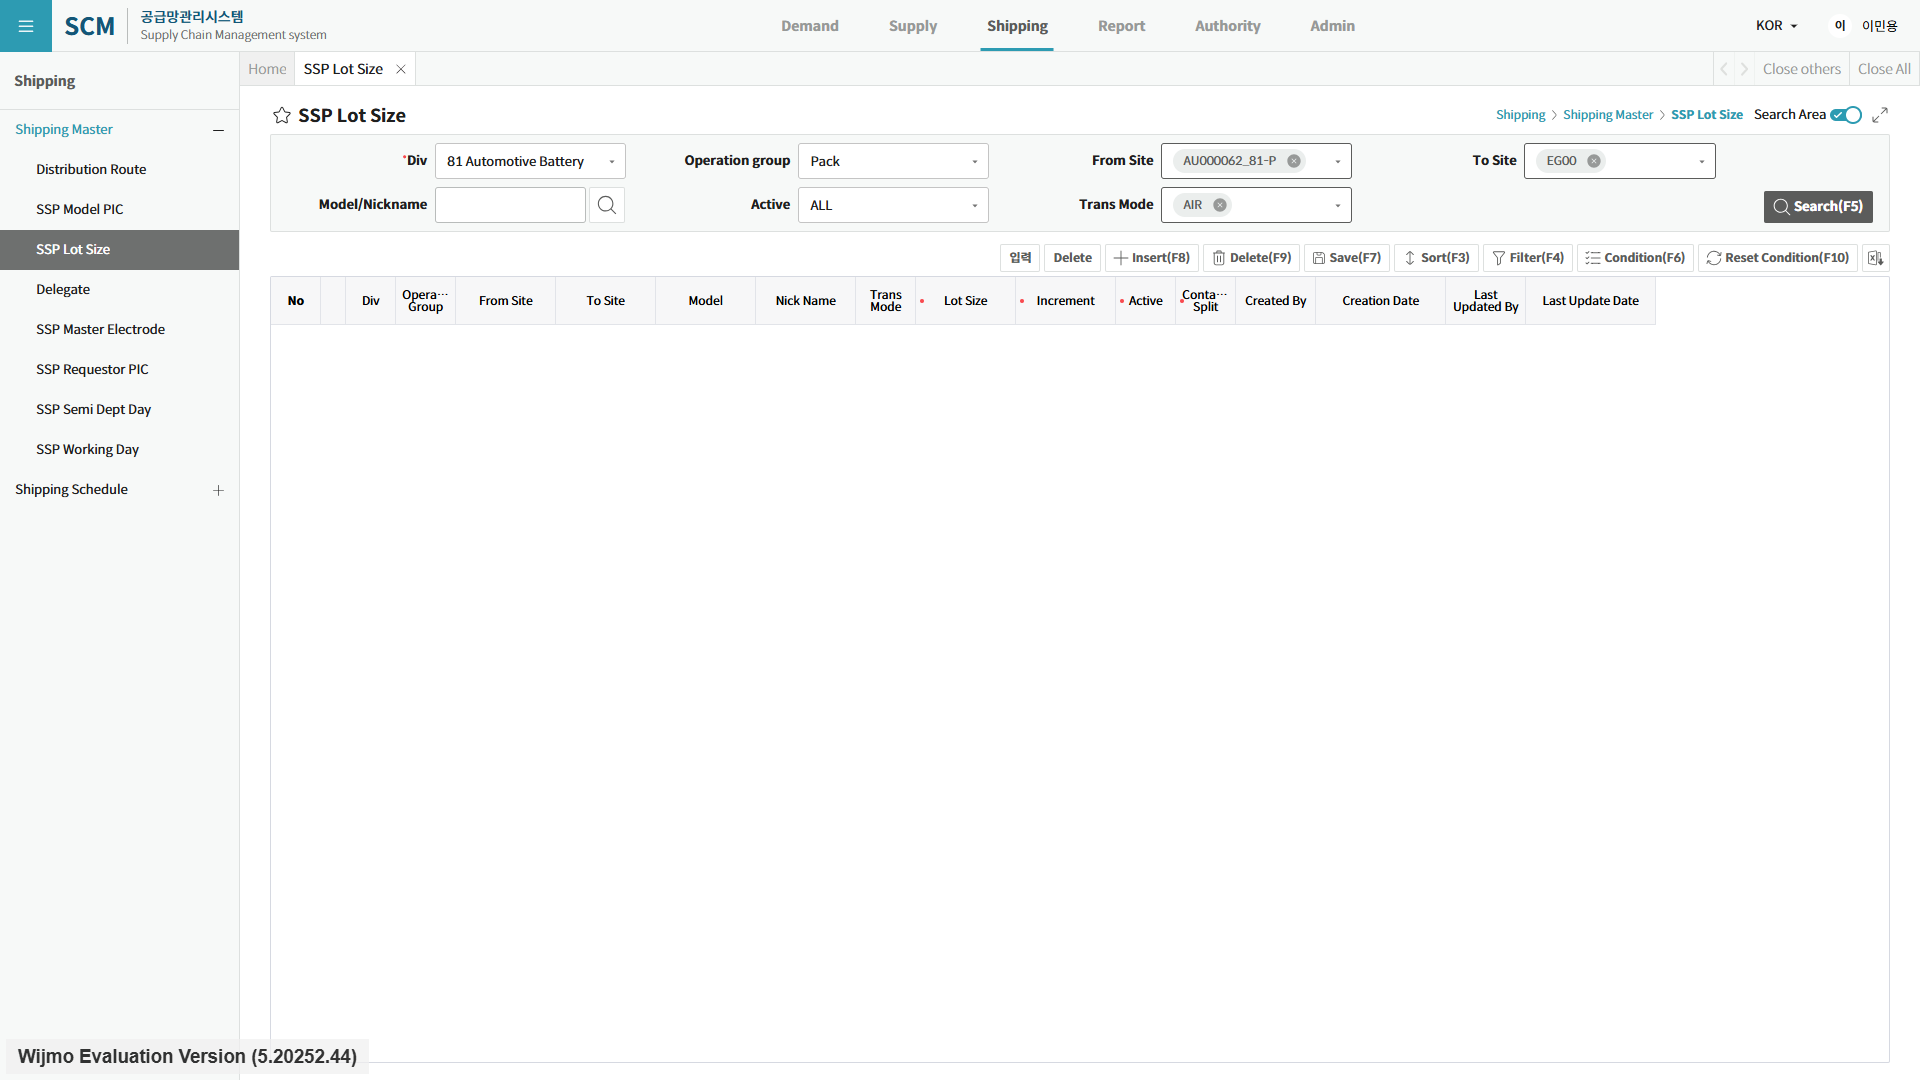 SCM
공급망관리시스템
Supply Chain Management system
Demand
Supply
Shipping
Report
Authority
Admin
KOR
이
이민용
Shipping
Home
SSP Lot Size
Close others
Close All
Shipping Master
Distribution Route
SSP Model PIC
SSP Lot Size
Delegate
SSP Master Electrode
SSP Requestor PIC
SSP Semi Dept Day
SSP Working Day
Shipping Schedule
SSP Lot Size
Shipping > Shipping Master > SSP Lot Size
Search Area
*Div
81 Automotive Battery
Operation group
Pack
From Site
AU000062_81-P
To Site
EG00
Model/Nickname
Active
ALL
Trans Mode
AIR
Search(F5)
입력
Delete
Insert(F8)
Delete(F9)
Save(F7)
Sort(F3)
Filter(F4)
Condition(F6)
Reset Condition(F10)
No
Div
Opera···
Group
From Site
To Site
Model
Nick Name
Trans
Mode
Lot Size
Increment
Active
Conta···
Split
Created By
Creation Date
Last
Updated By
Last Update Date
Wijmo Evaluation Version (5.20252.44)